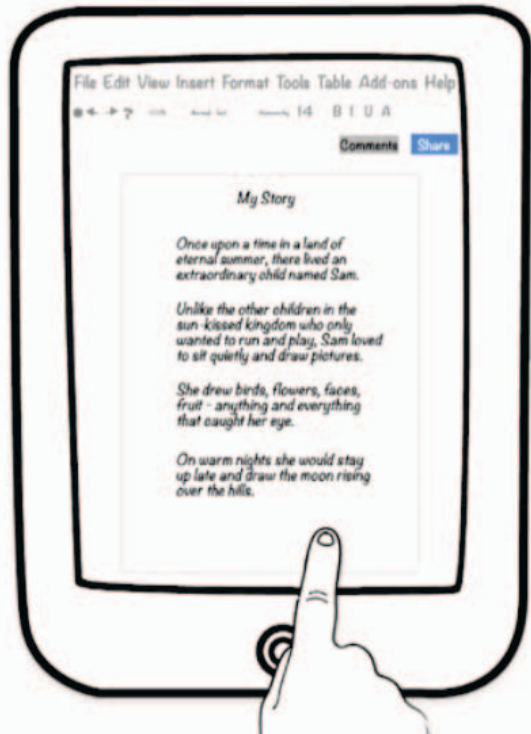 File Edit View Insert Format Tools Table Add-ons Help
14 B I U A
Comments Share
My Story
Once upon a time in a land of
eternal summer, there lived an
extraordinary child named Sam.
Unlike the other children in the
sun-kissed kingdom who only
wanted to run and play, Sam loved
to sit quietly and draw pictures.
She drew birds, flowers, faces,
fruit - anything and everything
that caught her eye.
On warm nights she would stay
up late and draw the moon rising
over the hills.